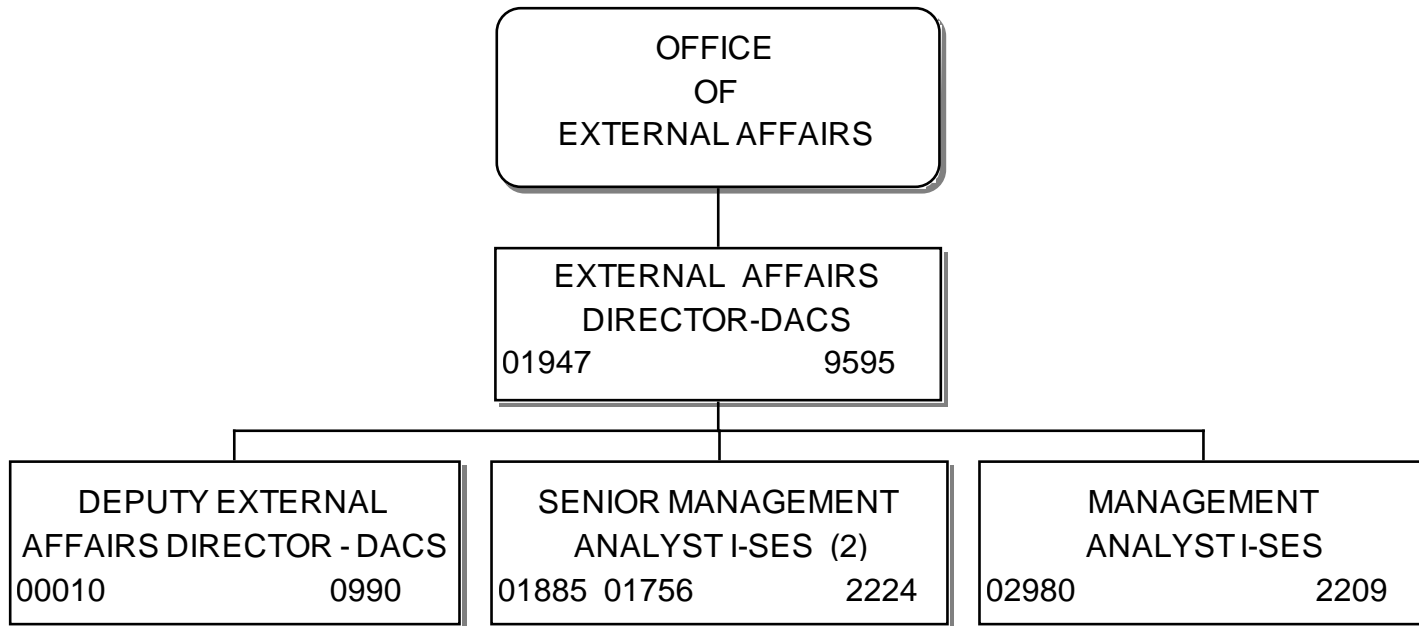 OFFICE
OF
EXTERNAL AFFAIRS
EXTERNAL AFFAIRS
DIRECTOR-DACS
01947 9595
DEPUTY EXTERNAL
AFFAIRS DIRECTOR - DACS
00010 0990
SENIOR MANAGEMENT
ANALYST I-SES (2)
01885 01756 2224
MANAGEMENT
ANALYST I-SES
02980 2209